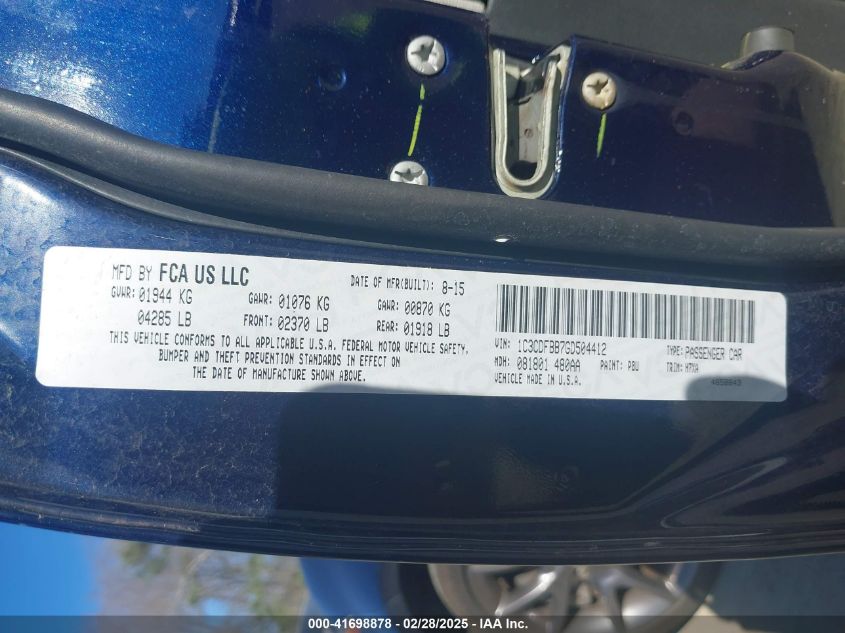 MFD BY FCA US LLC
DATE OF MFR(BUILT): 8-15
GVWR: 01944 KG
GAWR: 01076 KG
GAWR: 00870 KG
04285 LB
FRONT: 02370 LB
REAR: 01918 LB
THIS VEHICLE CONFORMS TO ALL APPLICABLE U.S.A. FEDERAL MOTOR VEHICLE SAFETY,
BUMPER AND THEFT PREVENTION STANDARDS IN EFFECT ON
THE DATE OF MANUFACTURE SHOWN ABOVE.
VIN: 1C3CDFBB7GD504412
TYPE: PASSENGER CAR
MDH: 081801 480AA
PAINT: PBU
TRIM: H7XA
VEHICLE MADE IN U.S.A.
000-41698878 - 02/28/2025 - IAA Inc.